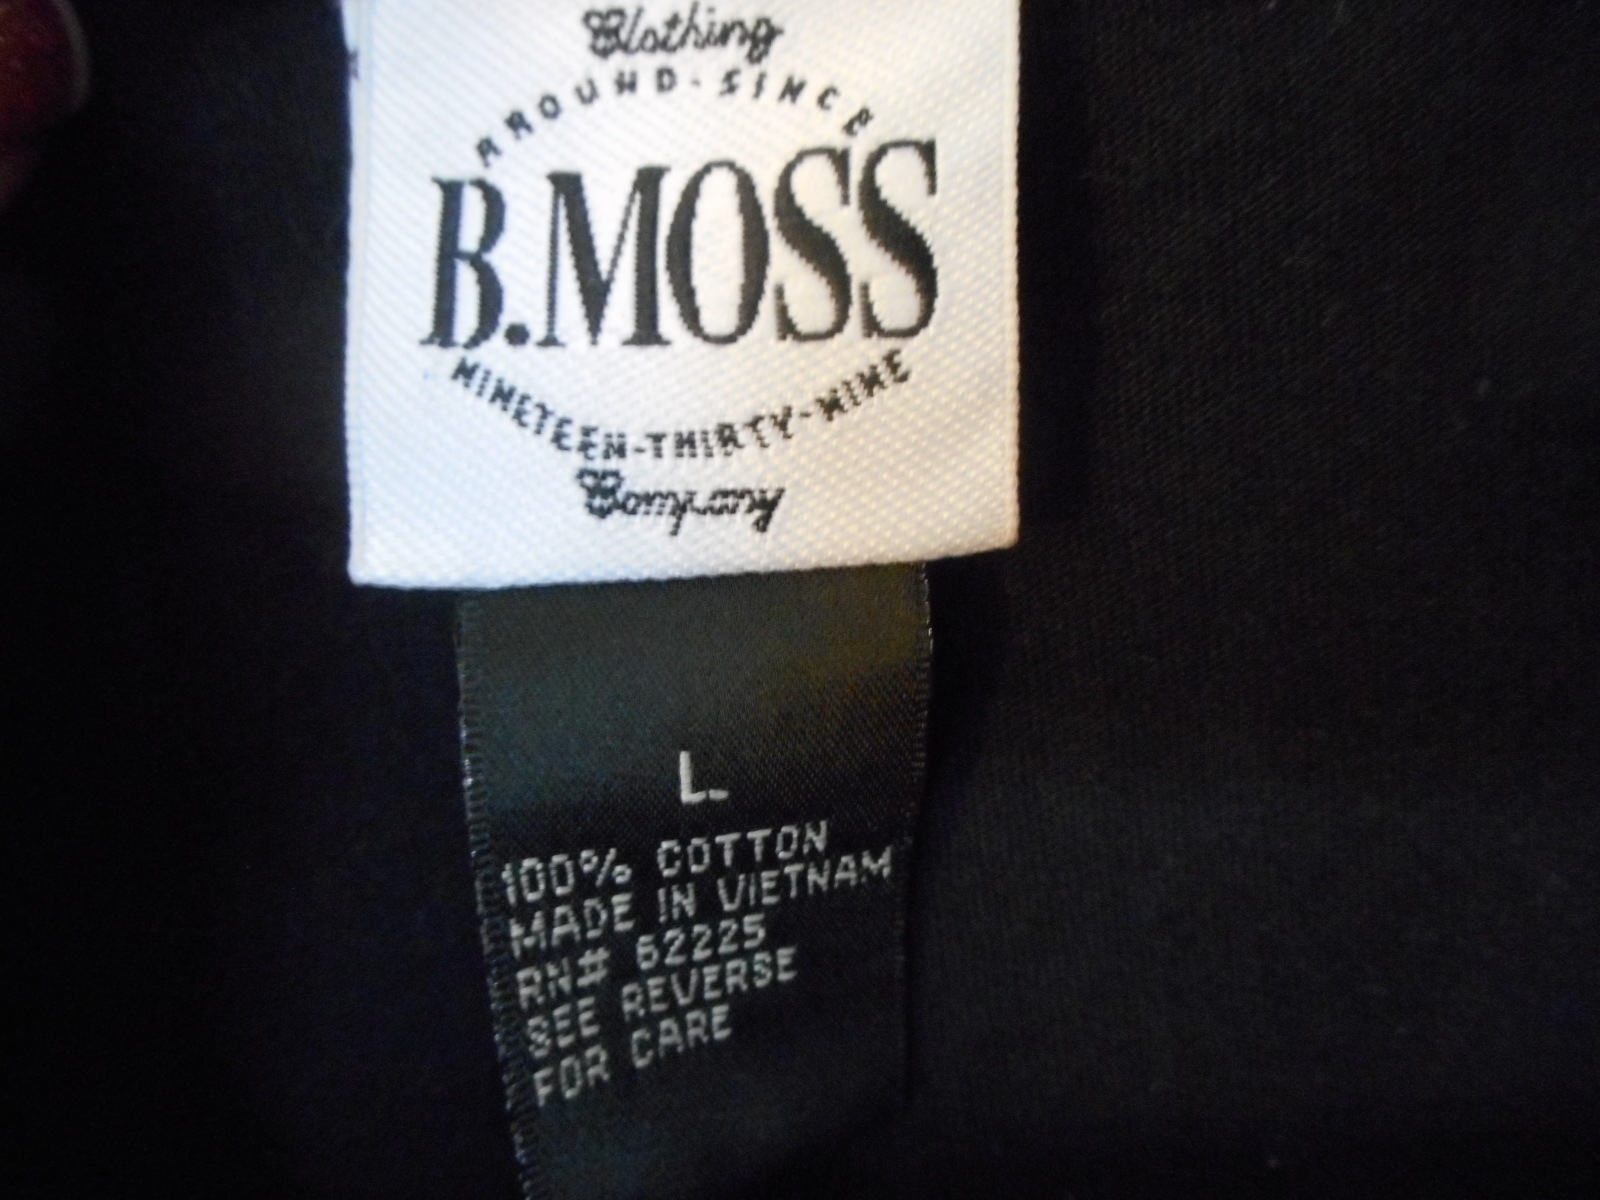 Clothing
AROUND-SINCE
B.MOSS
NINETEEN-THIRTY-NINE
Company
L
100% COTTON
MADE IN VIETNAM
RN# 62225
SEE REVERSE
FOR CARE